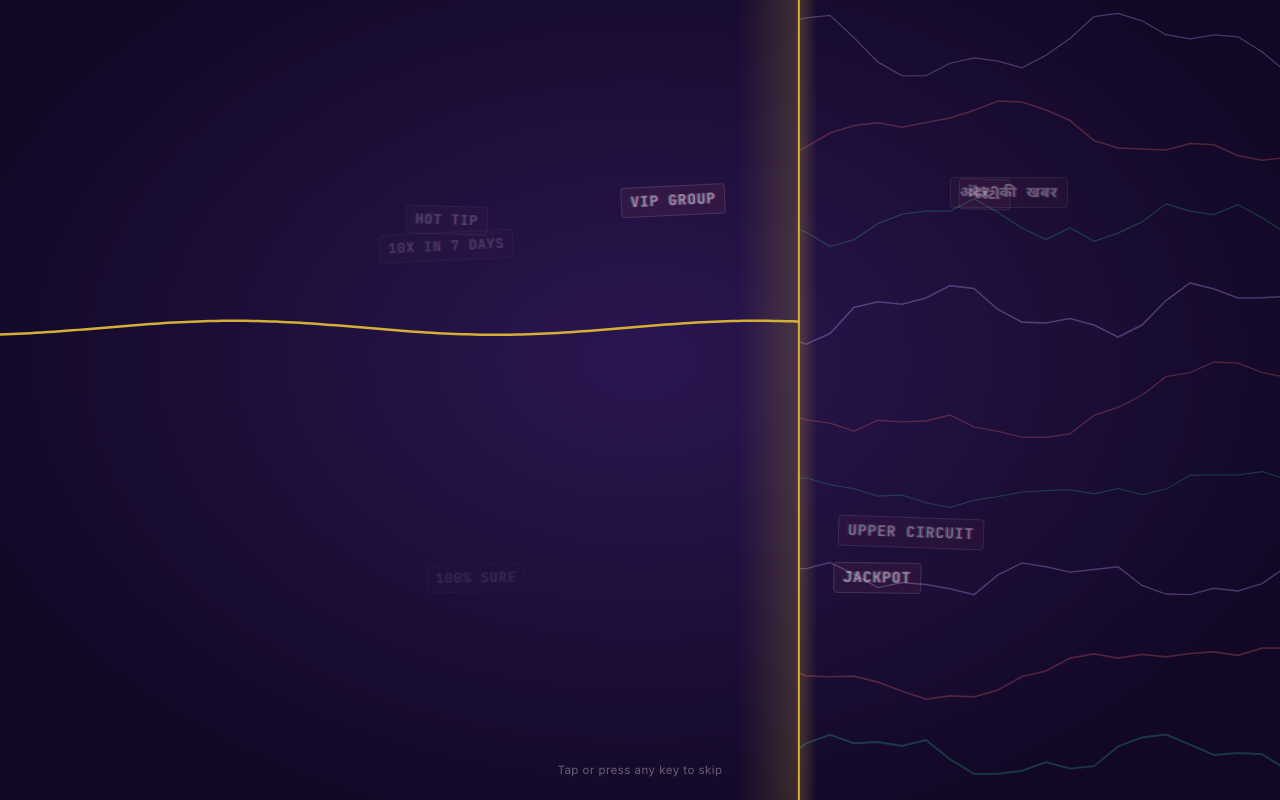 VIP GROUP
HOT TIP
10X IN 7 DAYS
की खबर
UPPER CIRCUIT
JACKPOT
100% SURE
Tap or press any key to skip